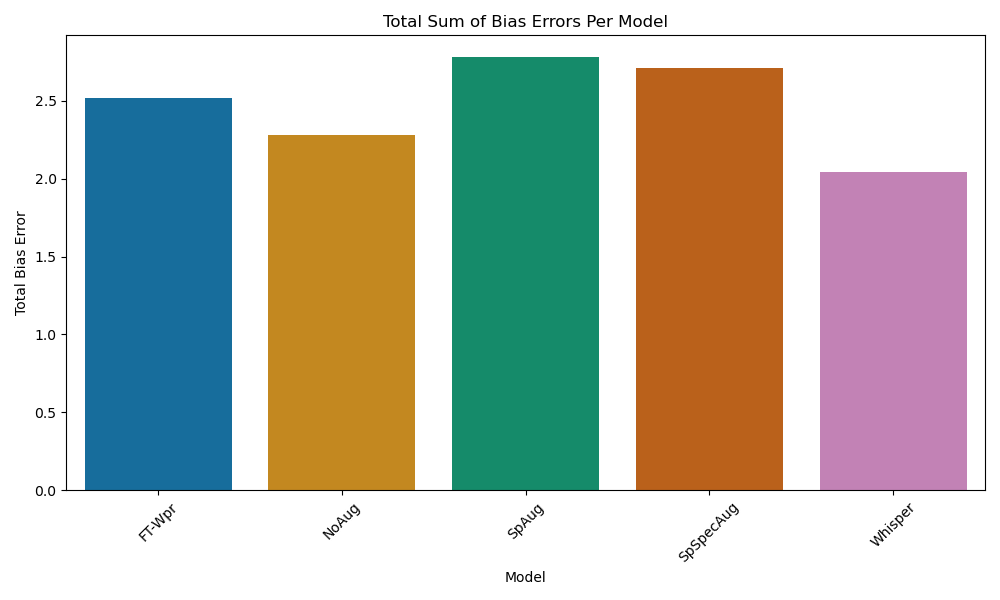 Total Sum of Bias Errors Per Model
Total Bias Error
2.5
2.0
1.5
1.0
0.5
0.0
FT-Wpr
NoAug
SpAug
SpSpecAug
Whisper
Model